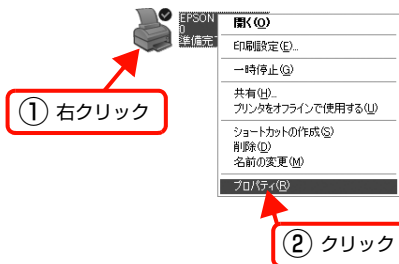 EPSON
0
準備完了
開く(O)
印刷設定(E)...
一時停止(G)
共有(H)...
プリンタをオフラインで使用する(U)
ショートカットの作成(S)
削除(D)
名前の変更(M)
プロパティ(R)
① 右クリック
② クリック